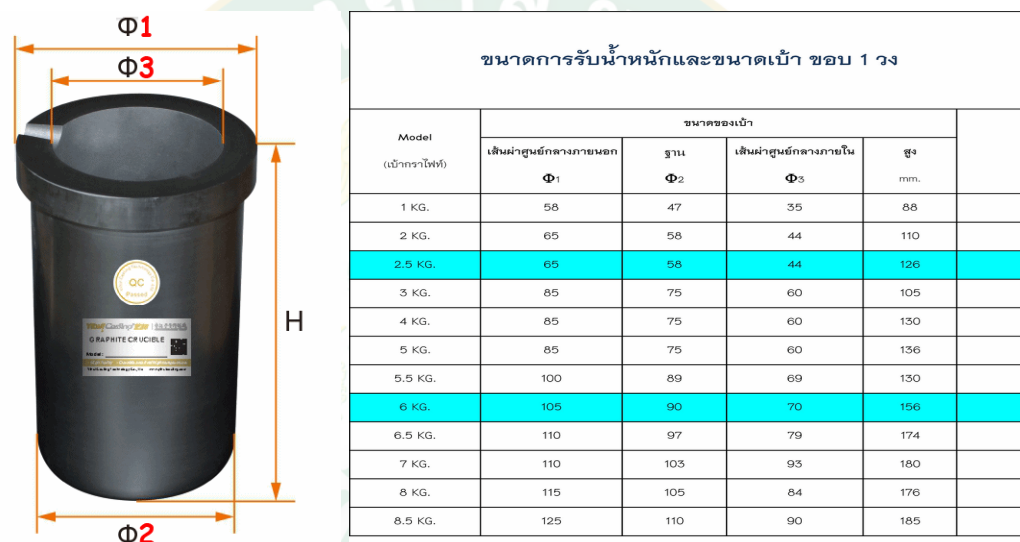 Φ1
Φ3
H
Φ2
QC
Passed
GRAPHITE CRUCIBLE
Model:
ขนาดการรับน้ำหนักและขนาดเบ้า ขอบ 1 วง
Model
(เบ้ากราไฟท์)
ขนาดของเบ้า
เส้นผ่าศูนย์กลางภายนอก ฐาน เส้นผ่าศูนย์กลางภายใน สูง
Φ1 Φ2 Φ3 mm.
1 KG. 58 47 35 88
2 KG. 65 58 44 110
2.5 KG. 65 58 44 126
3 KG. 85 75 60 105
4 KG. 85 75 60 130
5 KG. 85 75 60 136
5.5 KG. 100 89 69 130
6 KG. 105 90 70 156
6.5 KG. 110 97 79 174
7 KG. 110 103 93 180
8 KG. 115 105 84 176
8.5 KG. 125 110 90 185